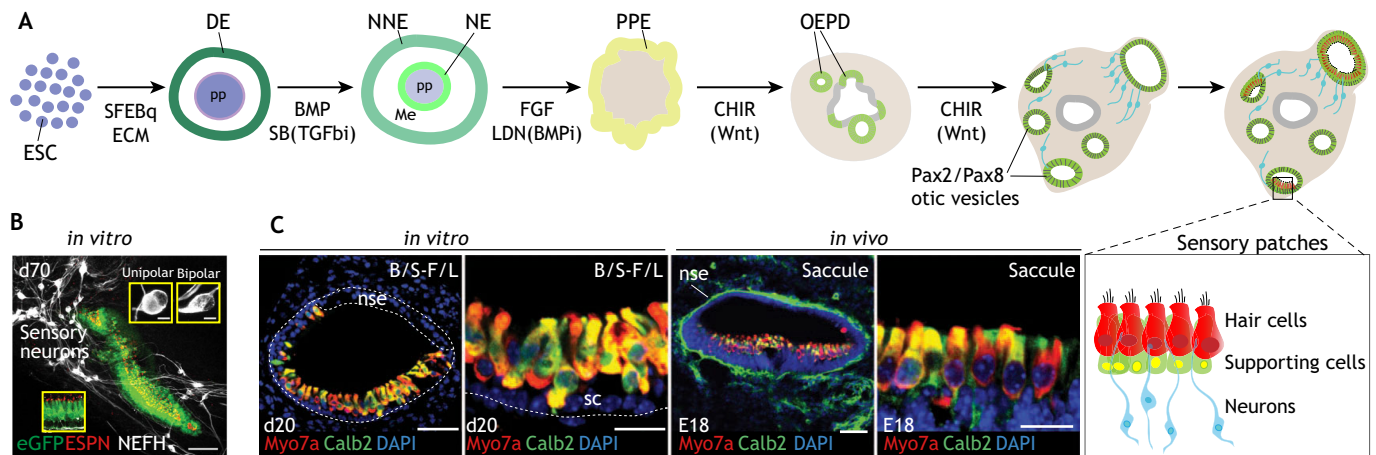 A
DE
NNE
NE
PPE
OEPD
pp
pp
Me
ESC
SFEBq
ECM
BMP
SB(TGFbi)
FGF
LDN(BMPi)
CHIR
(Wnt)
CHIR
(Wnt)
Pax2/Pax8
otic vesicles
B
in vitro
d70
Unipolar Bipolar
Sensory
neurons
eGFPESPN NEFH
C
in vitro
in vivo
B/S-F/L
nse
d20
Myo7a Calb2 DAPI
B/S-F/L
sc
d20
Myo7a Calb2 DAPI
nse
Saccule
E18
Myo7a Calb2 DAPI
Saccule
E18
Myo7a Calb2 DAPI
Sensory patches
Hair cells
Supporting cells
Neurons